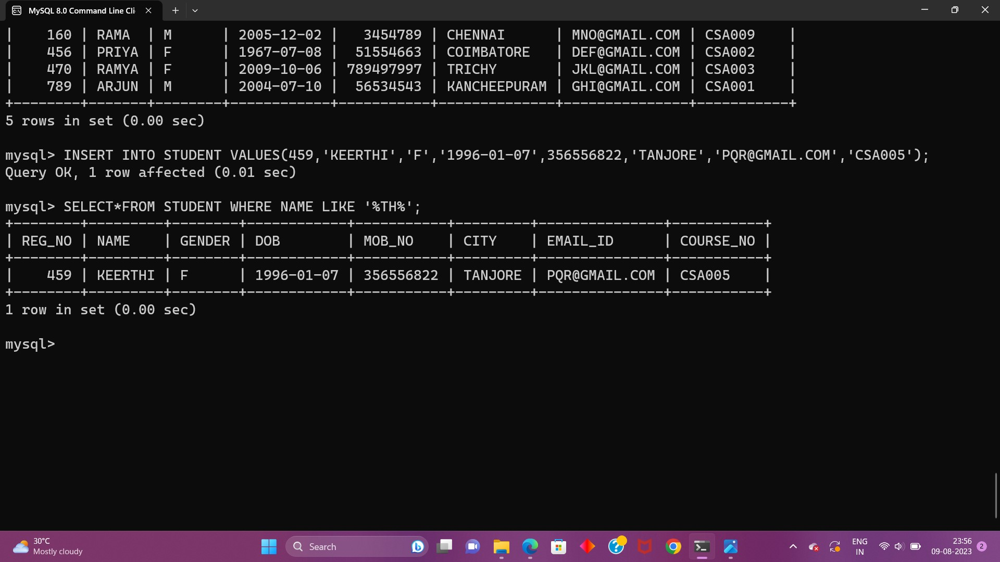 MySQL 8.0 Command Line Cli
|    160 | RAMA  | M      | 2005-12-02 |   3454789 | CHENNAI      | MNO@GMAIL.COM | CSA009    |
|    456 | PRIYA | F      | 1967-07-08 |  51554663 | COIMBATORE   | DEF@GMAIL.COM | CSA002    |
|    470 | RAMYA | F      | 2009-10-06 | 789497997 | TRICHY       | JKL@GMAIL.COM | CSA003    |
|    789 | ARJUN | M      | 2004-07-10 |  56534543 | KANCHEEPURAM | GHI@GMAIL.COM | CSA001    |
+--------+-------+--------+------------+-----------+--------------+---------------+-----------+
5 rows in set (0.00 sec)
mysql> INSERT INTO STUDENT VALUES(459,'KEERTHI','F','1996-01-07',356556822,'TANJORE','PQR@GMAIL.COM','CSA005');
Query OK, 1 row affected (0.01 sec)
mysql> SELECT*FROM STUDENT WHERE NAME LIKE '%TH%';
+--------+---------+--------+------------+-----------+---------+---------------+-----------+
| REG_NO | NAME    | GENDER | DOB        | MOB_NO    | CITY    | EMAIL_ID      | COURSE_NO |
+--------+---------+--------+------------+-----------+---------+---------------+-----------+
|    459 | KEERTHI | F      | 1996-01-07 | 356556822 | TANJORE | PQR@GMAIL.COM | CSA005    |
+--------+---------+--------+------------+-----------+---------+---------------+-----------+
1 row in set (0.00 sec)
mysql>
30°C
Mostly cloudy
Search
ENG
IN
23:56
09-08-2023
2